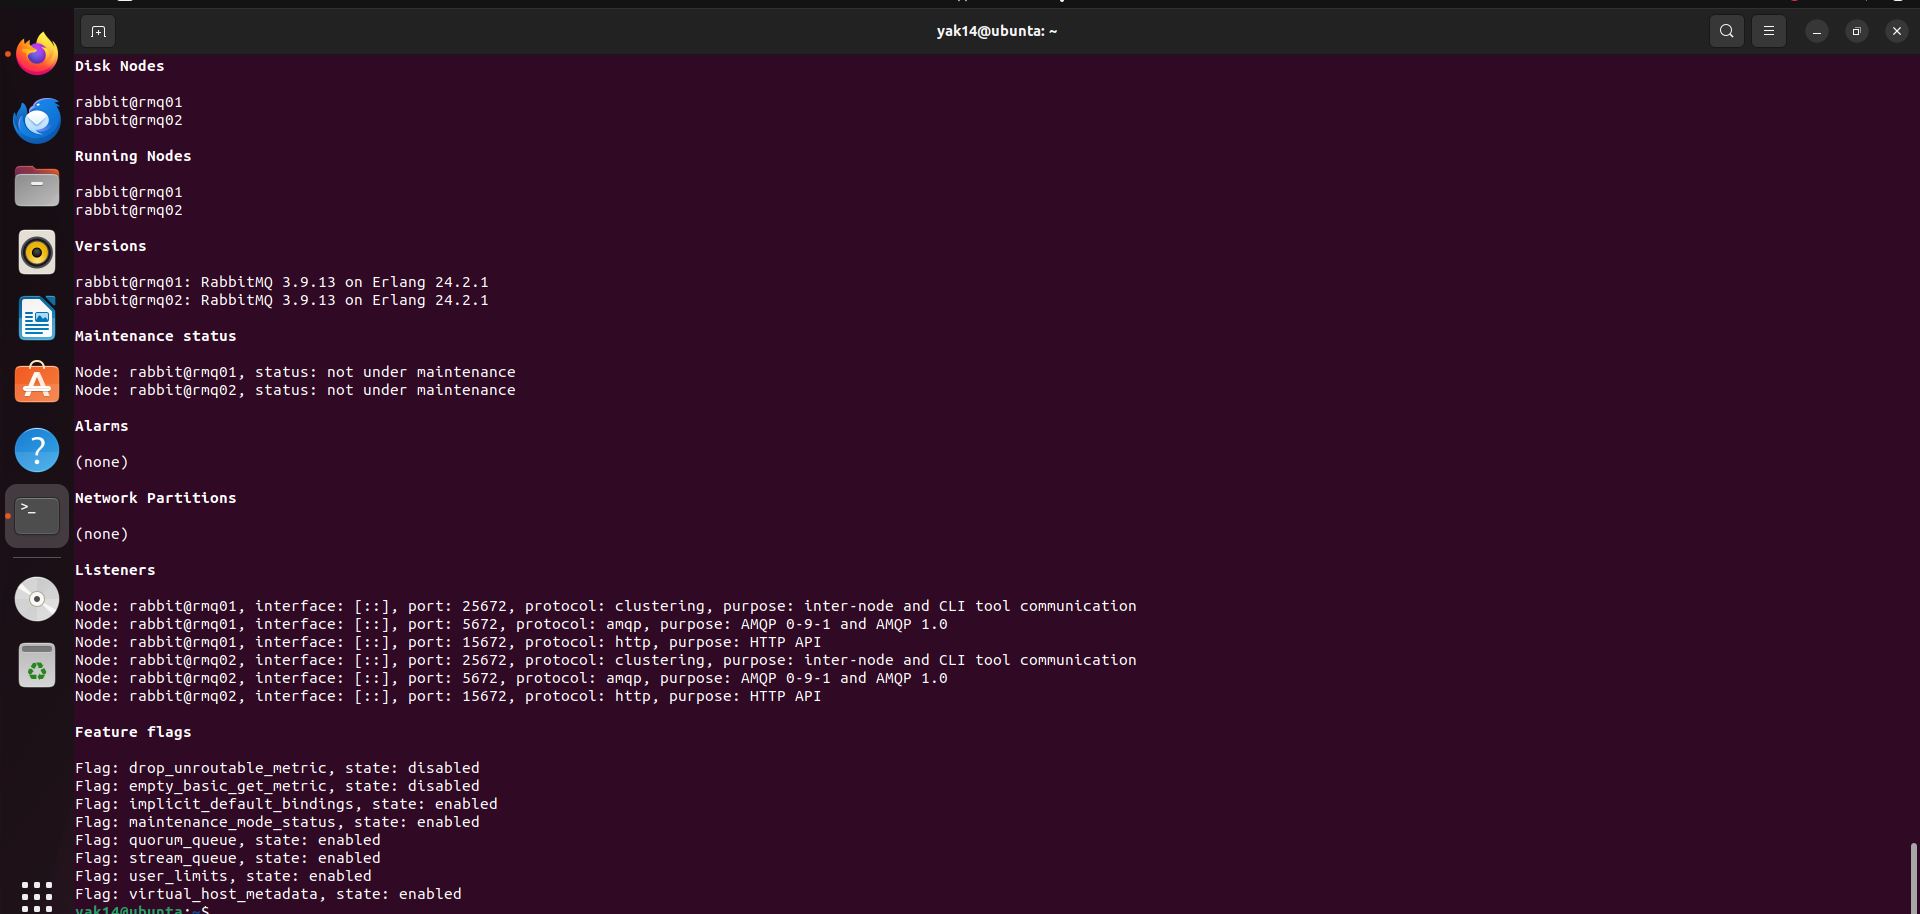 yak14@ubuntu: ~
Disk Nodes
rabbit@rmq01
rabbit@rmq02
Running Nodes
rabbit@rmq01
rabbit@rmq02
Versions
rabbit@rmq01: RabbitMQ 3.9.13 on Erlang 24.2.1
rabbit@rmq02: RabbitMQ 3.9.13 on Erlang 24.2.1
Maintenance status
Node: rabbit@rmq01, status: not under maintenance
Node: rabbit@rmq02, status: not under maintenance
Alarms
(none)
Network Partitions
(none)
Listeners
Node: rabbit@rmq01, interface: [::], port: 25672, protocol: clustering, purpose: inter-node and CLI tool communication
Node: rabbit@rmq01, interface: [::], port: 5672, protocol: amqp, purpose: AMQP 0-9-1 and AMQP 1.0
Node: rabbit@rmq01, interface: [::], port: 15672, protocol: http, purpose: HTTP API
Node: rabbit@rmq02, interface: [::], port: 25672, protocol: clustering, purpose: inter-node and CLI tool communication
Node: rabbit@rmq02, interface: [::], port: 5672, protocol: amqp, purpose: AMQP 0-9-1 and AMQP 1.0
Node: rabbit@rmq02, interface: [::], port: 15672, protocol: http, purpose: HTTP API
Feature flags
Flag: drop_unroutable_metric, state: disabled
Flag: empty_basic_get_metric, state: disabled
Flag: implicit_default_bindings, state: enabled
Flag: maintenance_mode_status, state: enabled
Flag: quorum_queue, state: enabled
Flag: stream_queue, state: enabled
Flag: user_limits, state: enabled
Flag: virtual_host_metadata, state: enabled
yak14@ubuntu:~$